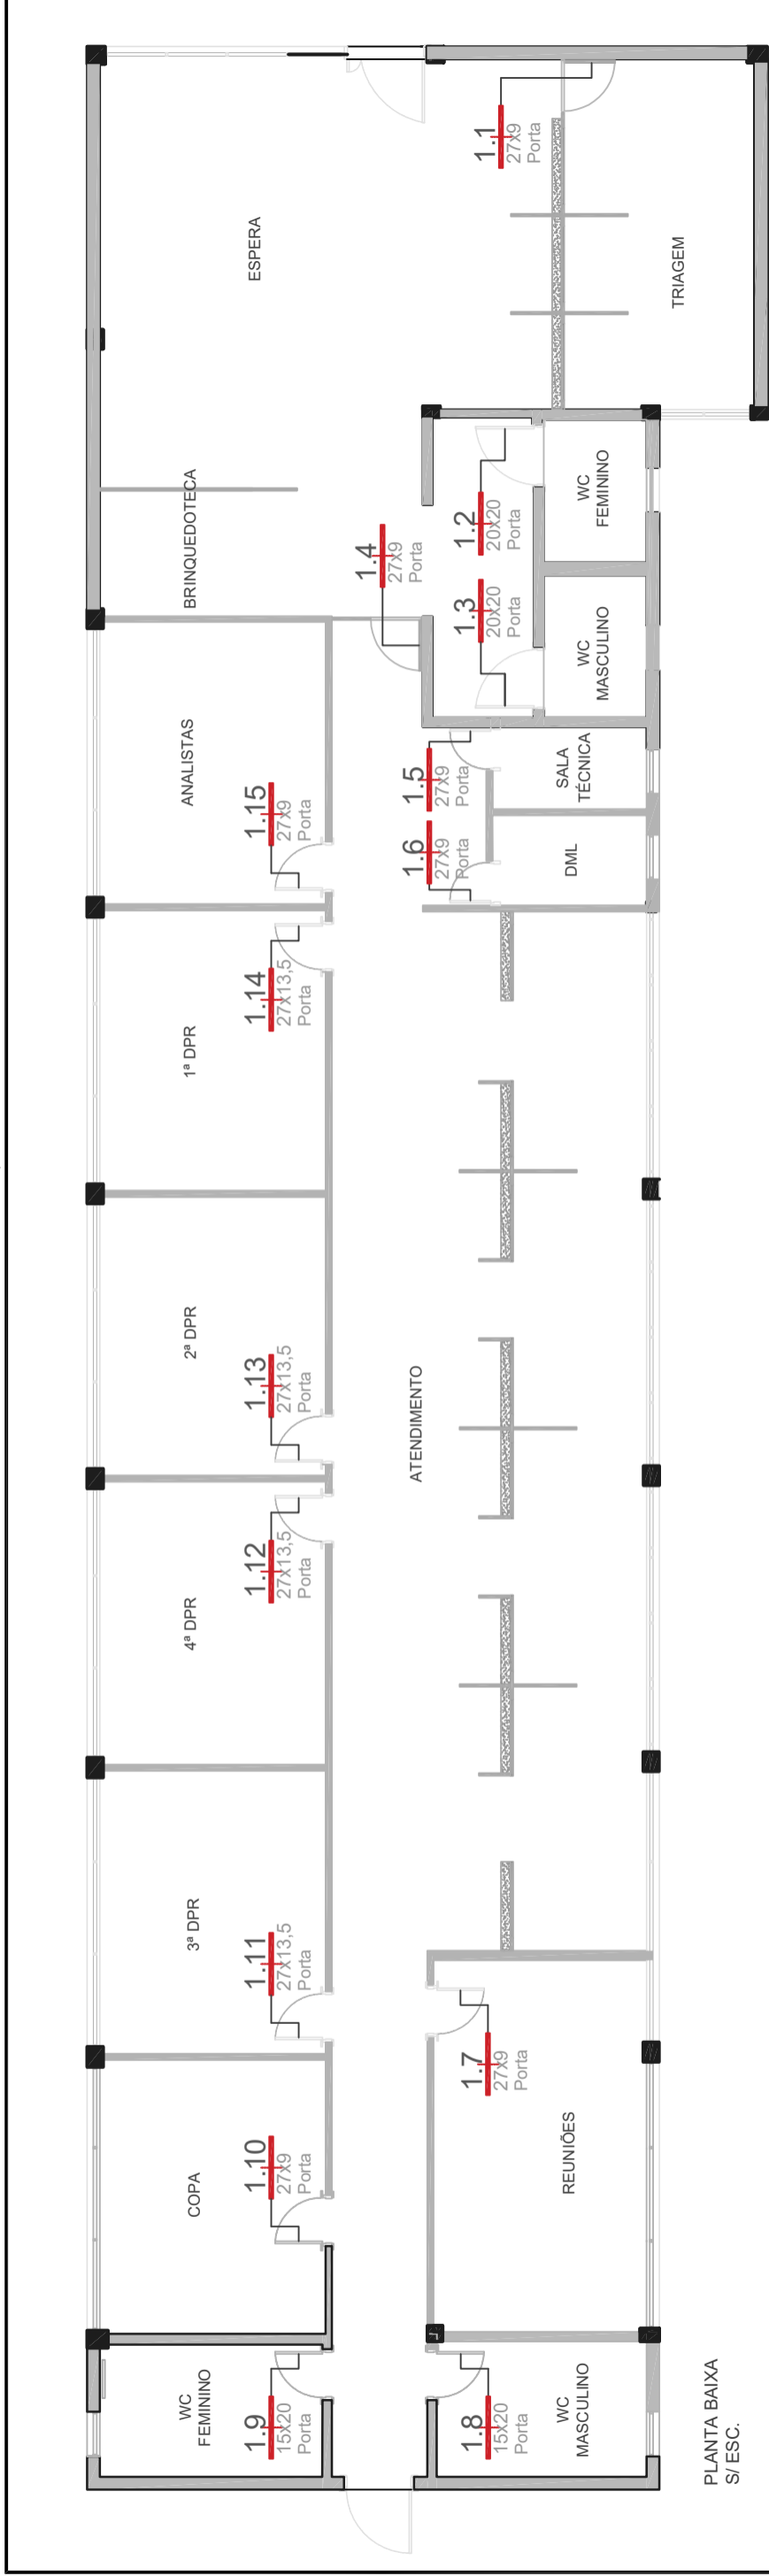 ESPERA
1.1
27x9
Porta
TRIAGEM
BRINQUEDOTECA
1.4
27x9
Porta
1.2
20x20
Porta
WC
FEMININO
1.3
20x20
Porta
WC
MASCULINO
ANALISTAS
1.15
27x9
Porta
1.5
27x9
Porta
SALA
TÉCNICA
1.6
27x9
Porta
DML
1ª DPR
1.14
27x13,5
Porta
2ª DPR
1.13
27x13,5
Porta
ATENDIMENTO
4ª DPR
1.12
27x13,5
Porta
3ª DPR
1.11
27x13,5
Porta
1.7
27x9
Porta
REUNIÕES
COPA
1.10
27x9
Porta
WC
FEMININO
1.9
15x20
Porta
1.8
15x20
Porta
WC
MASCULINO
PLANTA BAIXA
S/ ESC.